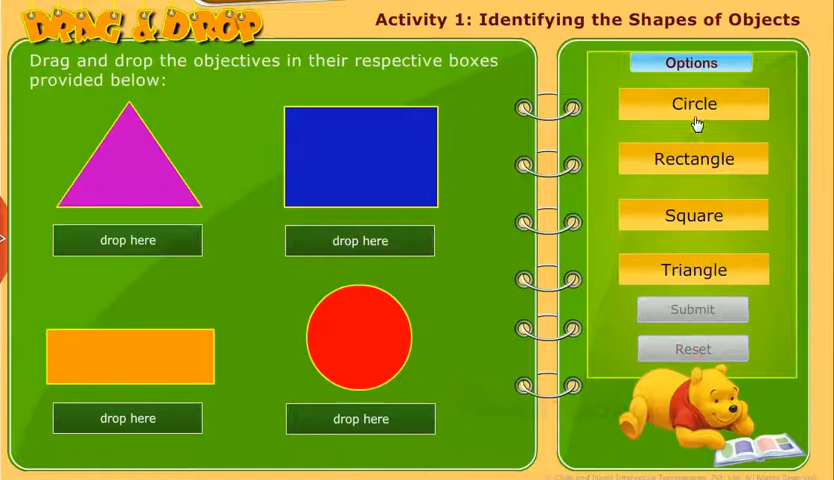 DRAG & DROP
Activity 1: Identifying the Shapes of Objects
Drag and drop the objectives in their respective boxes
provided below:
drop here
drop here
drop here
drop here
Options
Circle
Rectangle
Square
Triangle
Submit
Reset